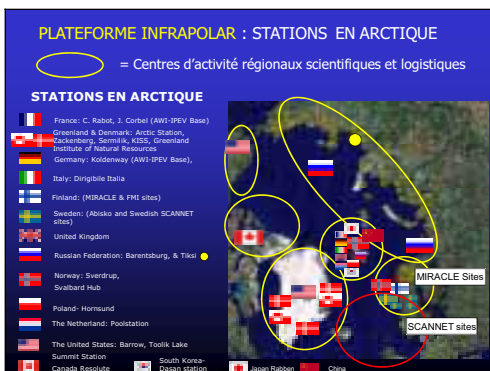 PLATEFORME INFRAPOLAR : STATIONS EN ARCTIQUE
= Centres d'activité régionaux scientifiques et logistiques
STATIONS EN ARCTIQUE
France: C. Rabot, J. Corbel (AWI-IPEV Base)
Greenland & Denmark: Arctic Station,
Zackenberg, Sermilik, KISS, Greenland
Institute of Natural Resources
Germany: Koldenway (AWI-IPEV Base),
Italy: Dirigibile Italia
Finland: (MIRACLE & FMI sites)
Sweden: (Abisko and Swedish SCANNET
sites)
United Kingdom
Russian Federation: Barentsburg, & Tiksi
Norway: Sverdrup,
Svalbard Hub
Poland- Hornsund
The Netherland: Poolstation
The United States: Barrow, Toolik Lake
Summit Station
Canada Resolute
South Korea-
Dasan station
Japan Rabben
China
MIRACLE Sites
SCANNET sites